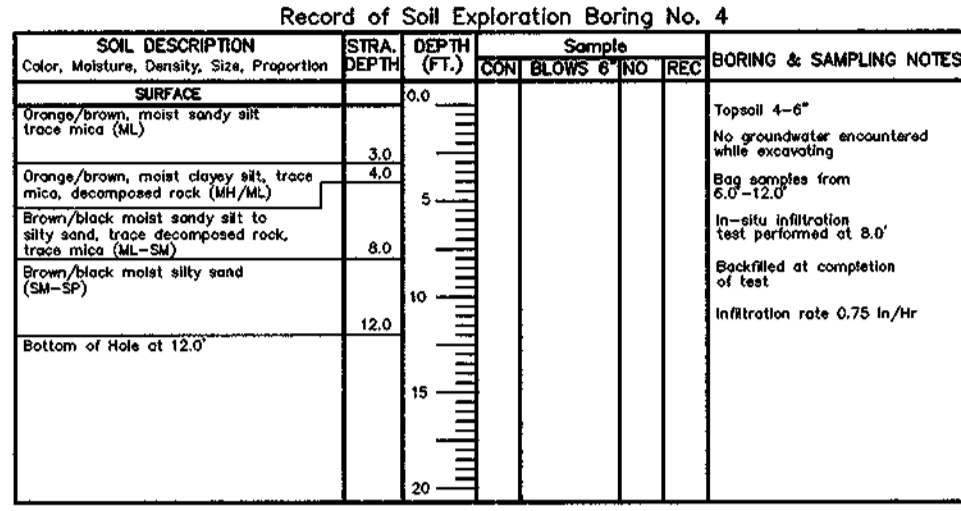 Record of Soil Exploration Boring No. 4
SOIL DESCRIPTION
Color, Moisture, Density, Size, Proportion
STRA.
DEPTH
DEPTH
(FT.)
Sample
CON
BLOWS 6"
NO
REC
BORING & SAMPLING NOTES
SURFACE
0.0
Orange/brown, moist sandy silt
trace mica (ML)
3.0
Orange/brown, moist clayey silt, trace
mica, decomposed rock (MH/ML)
4.0
5
Brown/black moist sandy silt to
silty sand, trace decomposed rock,
trace mica (ML-SM)
8.0
Brown/black moist silty sand
(SM-SP)
10
12.0
Bottom of Hole at 12.0'
15
20
Topsoil 4-6"
No groundwater encountered
while excavating
Bag samples from
6.0'-12.0'
In-situ infiltration
test performed at 8.0'
Backfilled at completion
of test
Infiltration rate 0.75 In/Hr